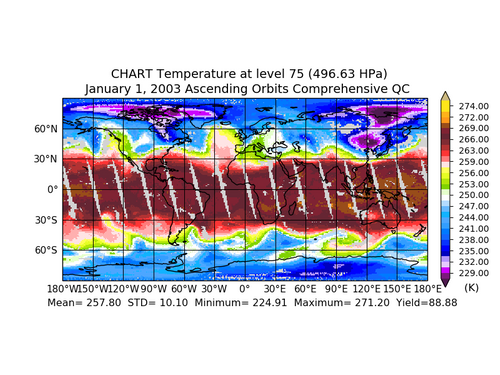 CHART Temperature at level 75 (496.63 HPa)
January 1, 2003 Ascending Orbits Comprehensive QC
60°N
30°N
0°
30°S
60°S
180°W 150°W 120°W 90°W 60°W 30°W 0° 30°E 60°E 90°E 120°E 150°E 180°E
274.00
272.00
269.00
266.00
263.00
259.00
256.00
253.00
250.00
247.00
244.00
241.00
238.00
235.00
232.00
229.00
(K)
Mean= 257.80 STD= 10.10 Minimum= 224.91 Maximum= 271.20 Yield=88.88